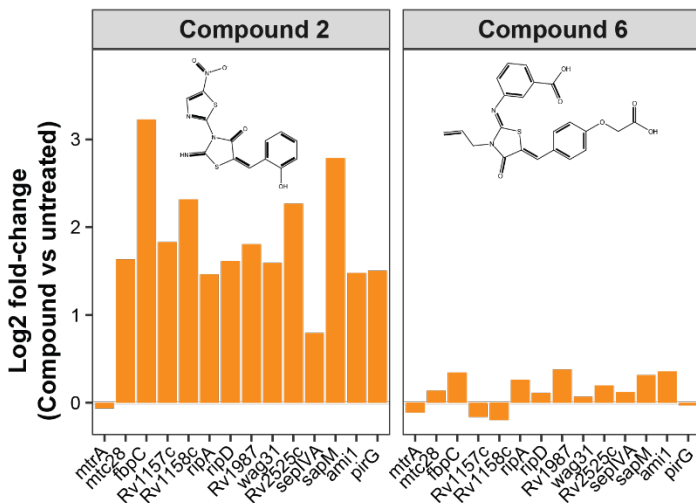 Compound 2
Compound 6
Log2 fold-change
(Compound vs untreated)
3
2
1
0
O
N+
O-
S
N
N
O
HN
S
OH
OH
O
N
S
N
O
O
O
OH
mtrA
mtc28
fbpC
Rv1157c
Rv1158c
ripA
ripD
Rv1987
wag31
Rv2525c
sepIVA
sapM
ami1
pirG
mtrA
mtc28
fbpC
Rv1157c
Rv1158c
ripA
ripD
Rv1987
wag31
Rv2525c
sepIVA
sapM
ami1
pirG